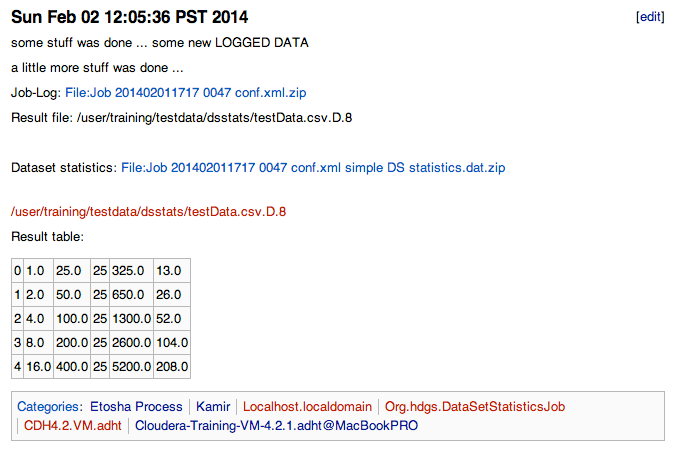 Sun Feb 02 12:05:36 PST 2014 [edit]
some stuff was done ... some new LOGGED DATA
a little more stuff was done ...
Job-Log: File:Job 201402011717 0047 conf.xml.zip
Result file: /user/training/testdata/dsstats/testData.csv.D.8
Dataset statistics: File:Job 201402011717 0047 conf.xml simple DS statistics.dat.zip
/user/training/testdata/dsstats/testData.csv.D.8
Result table:
0 1.0 25.0 25 325.0 13.0
1 2.0 50.0 25 650.0 26.0
2 4.0 100.0 25 1300.0 52.0
3 8.0 200.0 25 2600.0 104.0
4 16.0 400.0 25 5200.0 208.0
Categories: Etosha Process | Kamir | Localhost.localdomain | Org.hdgs.DataSetStatisticsJob
| CDH4.2.VM.adht | Cloudera-Training-VM-4.2.1.adht@MacBookPRO